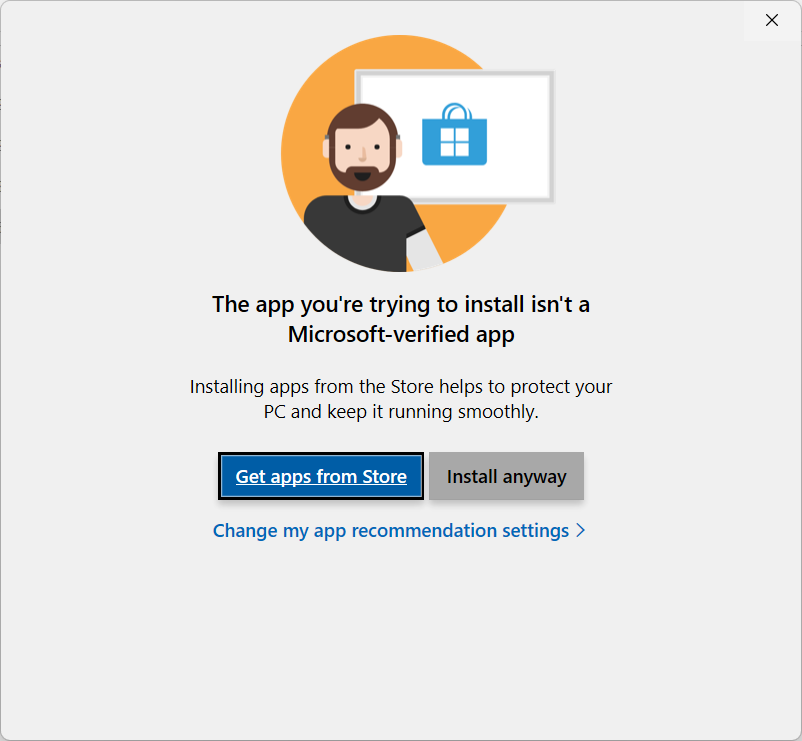 The app you're trying to install isn't a
Microsoft-verified app
Installing apps from the Store helps to protect your
PC and keep it running smoothly.
Get apps from Store
Install anyway
Change my app recommendation settings